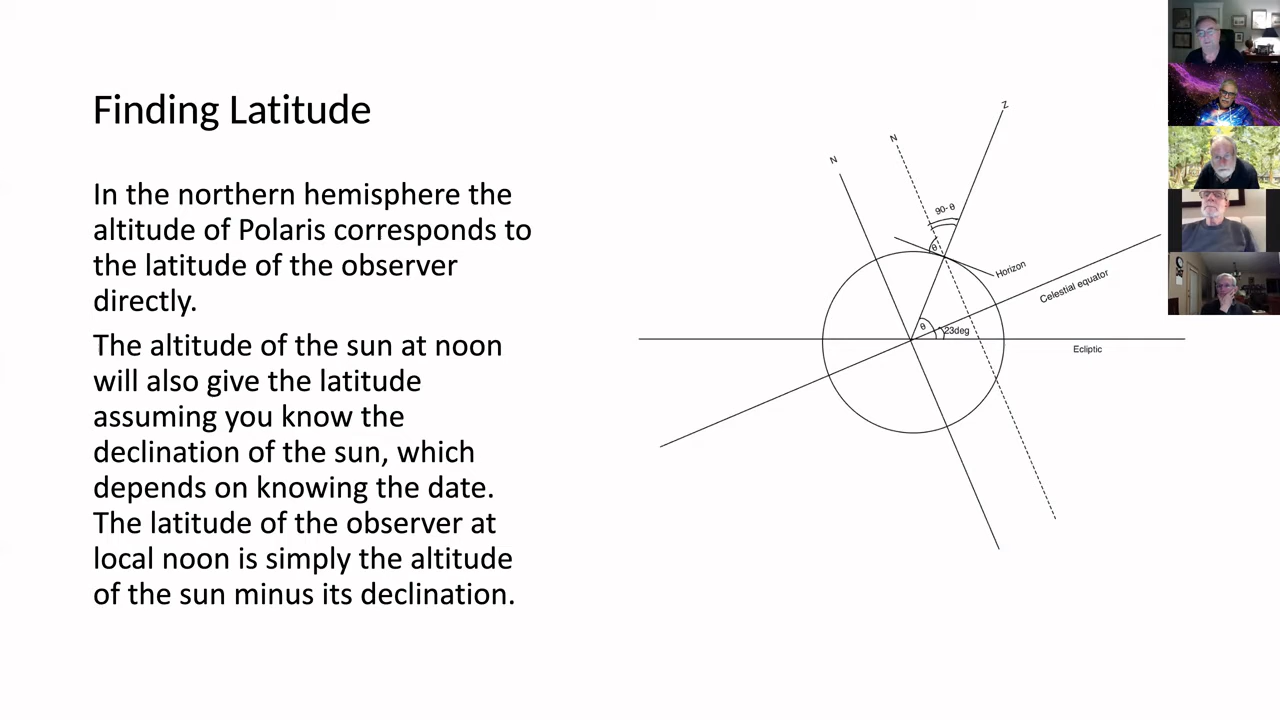 Finding Latitude
In the northern hemisphere the
altitude of Polaris corresponds to
the latitude of the observer
directly.
The altitude of the sun at noon
will also give the latitude
assuming you know the
declination of the sun, which
depends on knowing the date.
The latitude of the observer at
local noon is simply the altitude
of the sun minus its declination.
Z
N
N
90-θ
θ
Horizon
Celestial equator
θ
23deg
Ecliptic